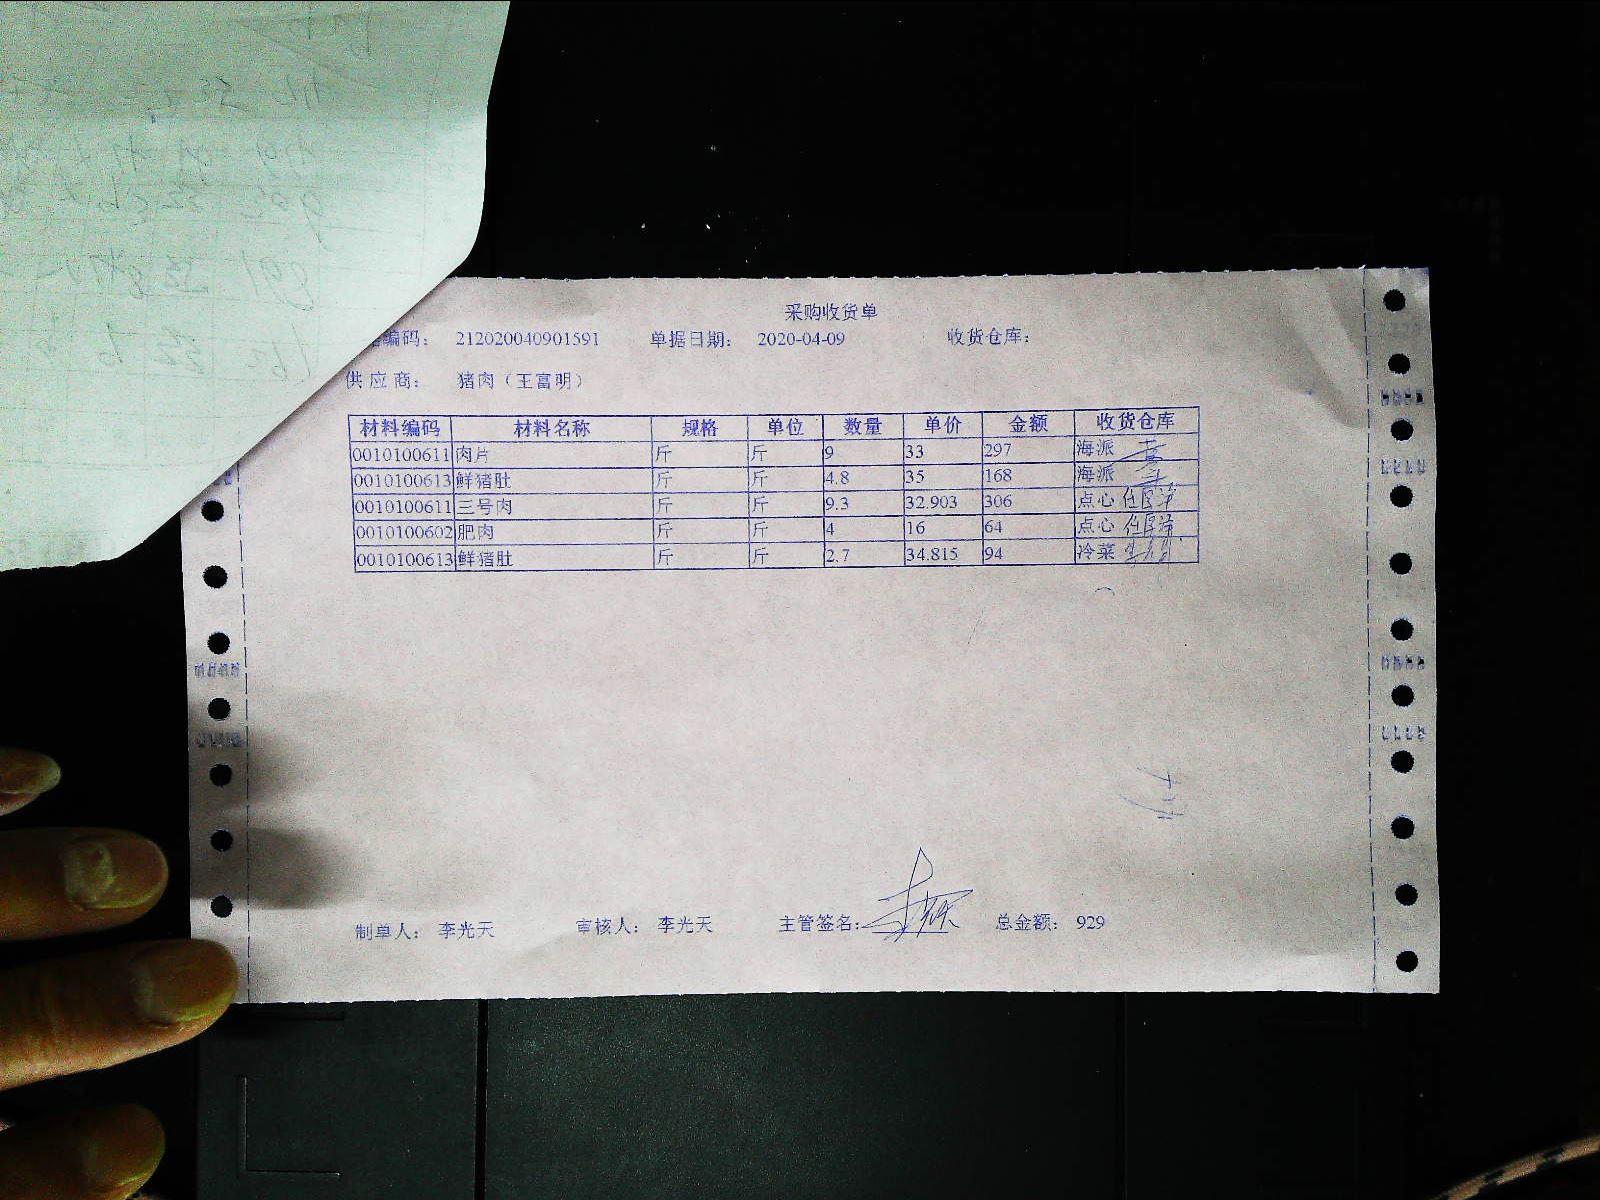 采购收货单
编码： 212020040901591 单据日期： 2020-04-09 收货仓库：
供应商： 猪肉（王富明）
材料编码 材料名称 规格 单位 数量 单价 金额 收货仓库
0010100611 肉片 斤 斤 9 33 297 海派
0010100613 鲜猪肚 斤 斤 4.8 35 168 海派
0010100611 三号肉 斤 斤 9.3 32.903 306 点心
0010100602 肥肉 斤 斤 4 16 64 点心
0010100613 鲜猪肚 斤 斤 2.7 34.815 94 冷菜
制单人： 李光天 审核人： 李光天 主管签名： 总金额： 929